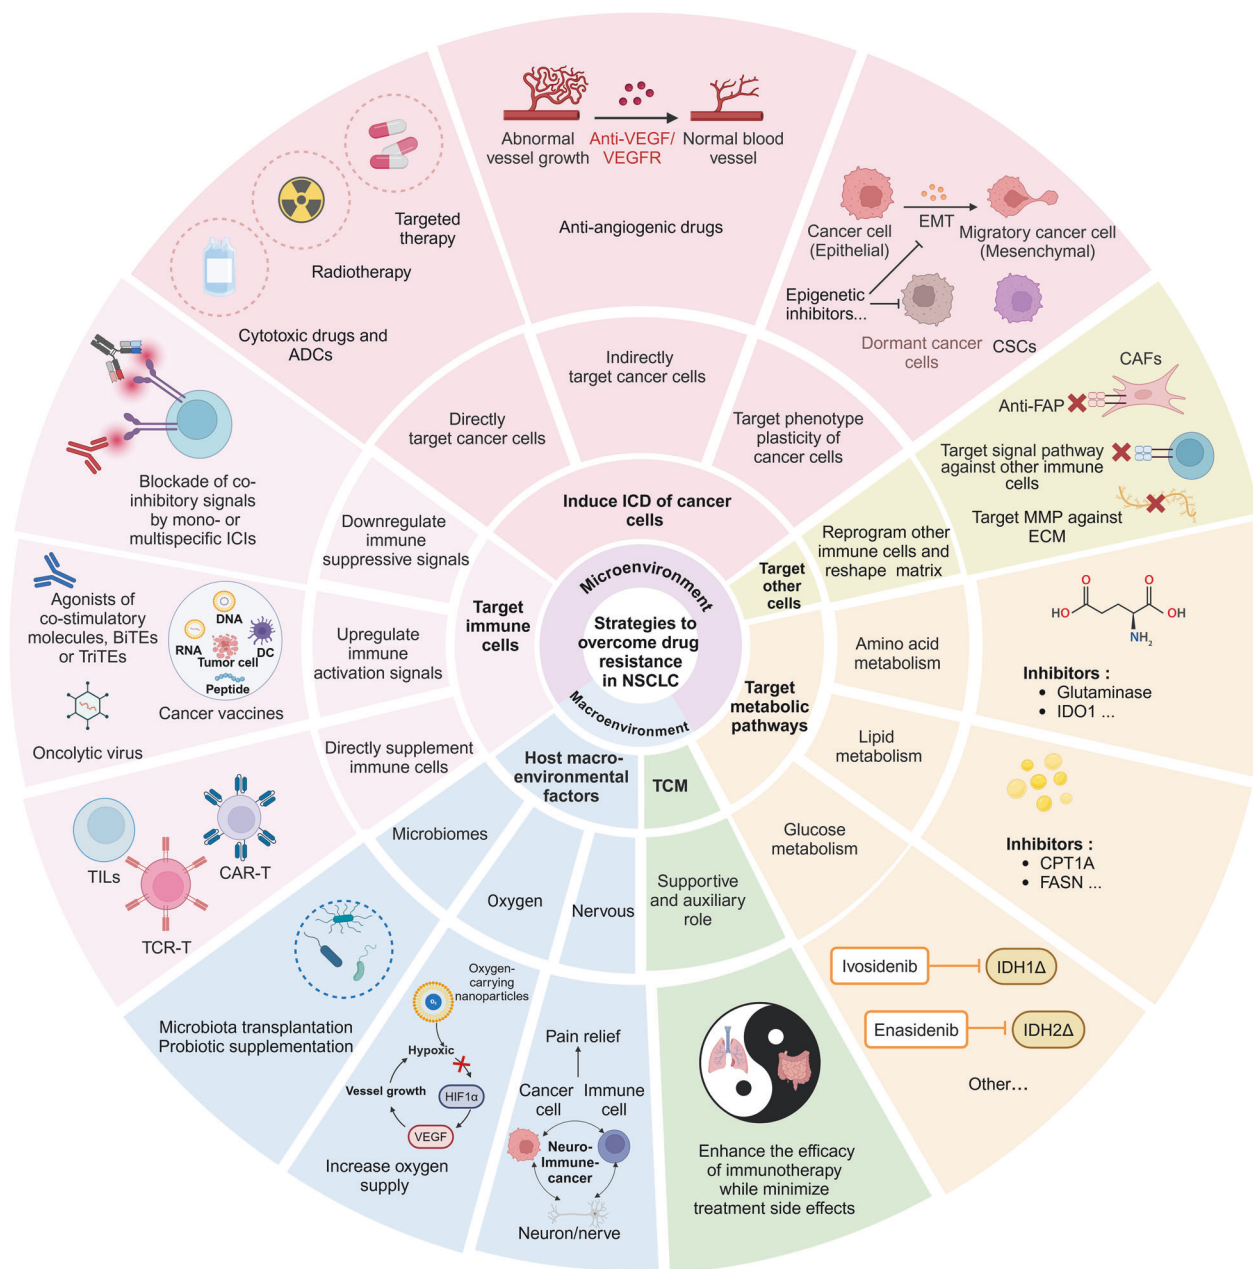 Abnormal
vessel growth
Anti-VEGF/
VEGFR
Normal blood
vessel
Anti-angiogenic drugs
Targeted
therapy
Radiotherapy
Cytotoxic drugs and
ADCs
Cancer cell
(Epithelial)
EMT
Migratory cancer cell
(Mesenchymal)
Epigenetic
inhibitors...
Dormant cancer
cells
CSCs
Directly
target cancer cells
Indirectly
target cancer cells
Target phenotype
plasticity of
cancer cells
Induce ICD of cancer
cells
CAFs
Anti-FAP
Target signal pathway
against other immune
cells
Target MMP against
ECM
Reprogram other
immune cells and
reshape matrix
Target
other
cells
Blockade of co-
inhibitory signals
by mono- or
multispecific ICIs
Downregulate
immune
suppressive signals
Agonists of
co-stimulatory
molecules, BiTEs
or TriTEs
DNA
RNA
DC
Tumor cell
Peptide
Cancer vaccines
Oncolytic virus
Upregulate
immune
activation signals
Target
immune
cells
Directly supplement
immune cells
TILs
CAR-T
TCR-T
Microenvironment
Strategies to
overcome drug
resistance
in NSCLC
Macroenvironment
Target
metabolic
pathways
Amino acid
metabolism
O
O
HO
OH
NH2
Inhibitors :
• Glutaminase
• IDO1 ...
Lipid
metabolism
Inhibitors :
• CPT1A
• FASN ...
Glucose
metabolism
Ivosidenib
IDH1Δ
Enasidenib
IDH2Δ
Other...
Host macro-
environmental
factors
TCM
Microbiomes
Oxygen
Nervous
Supportive
and auxiliary
role
Microbiota transplantation
Probiotic supplementation
Oxygen-
carrying
nanoparticles
O2
Hypoxic
Vessel growth
HIF1α
VEGF
Increase oxygen
supply
Pain relief
Cancer
cell
Immune
cell
Neuro-
Immune-
cancer
Neuron/nerve
Enhance the efficacy
of immunotherapy
while minimize
treatment side effects